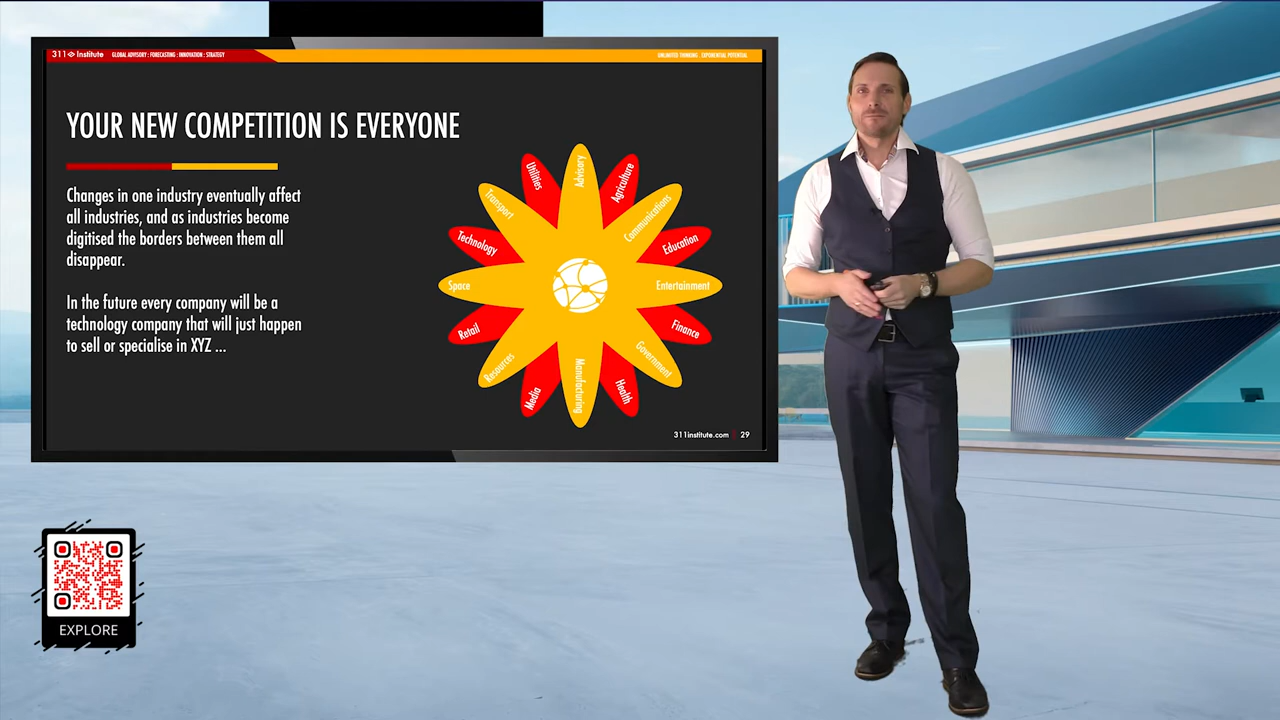 311 Institute GLOBAL ADVISORY : FORECASTING : INNOVATION : STRATEGY
UNLIMITED THINKING . EXPONENTIAL POTENTIAL
YOUR NEW COMPETITION IS EVERYONE
Changes in one industry eventually affect
all industries, and as industries become
digitised the borders between them all
disappear.
In the future every company will be a
technology company that will just happen
to sell or specialise in XYZ ...
Advisory
Agriculture
Communications
Education
Entertainment
Finance
Government
Health
Manufacturing
Media
Resources
Retail
Space
Technology
Transport
Utilities
311institute.com | 29
EXPLORE